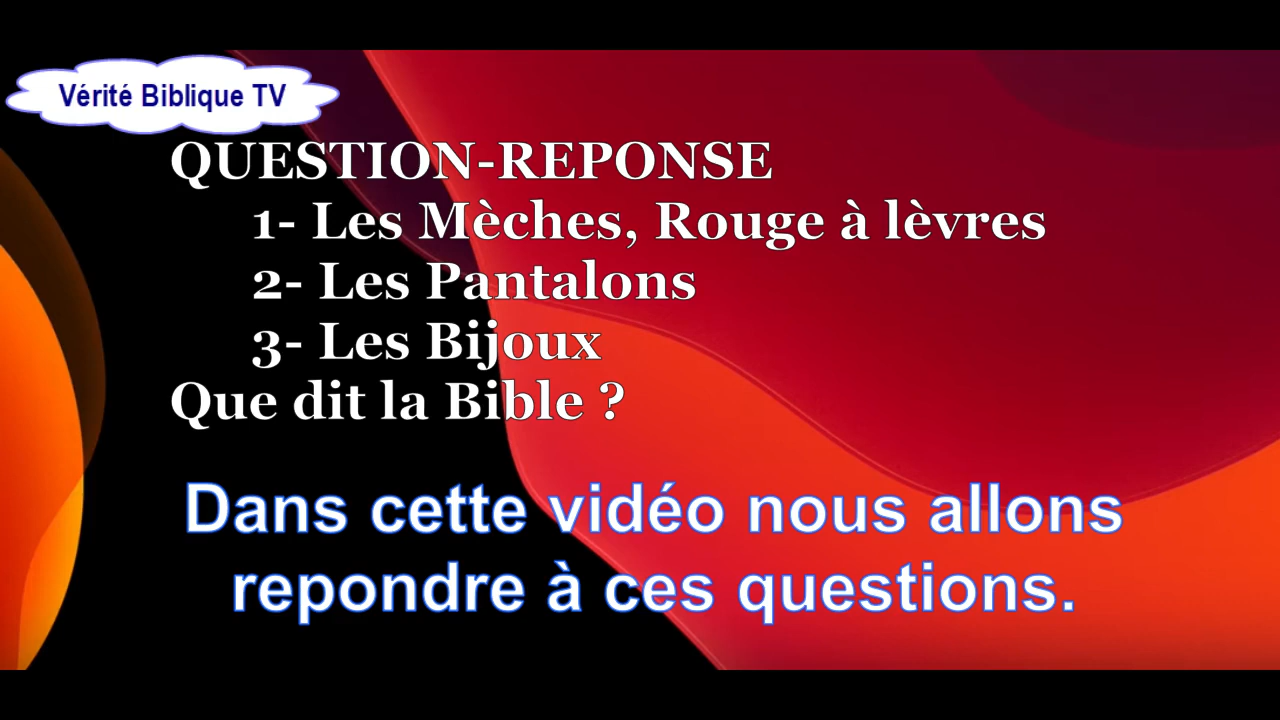 Vérité Biblique TV
QUESTION-REPONSE
1- Les Mèches, Rouge à lèvres
2- Les Pantalons
3- Les Bijoux
Que dit la Bible ?
Dans cette vidéo nous allons
repondre à ces questions.